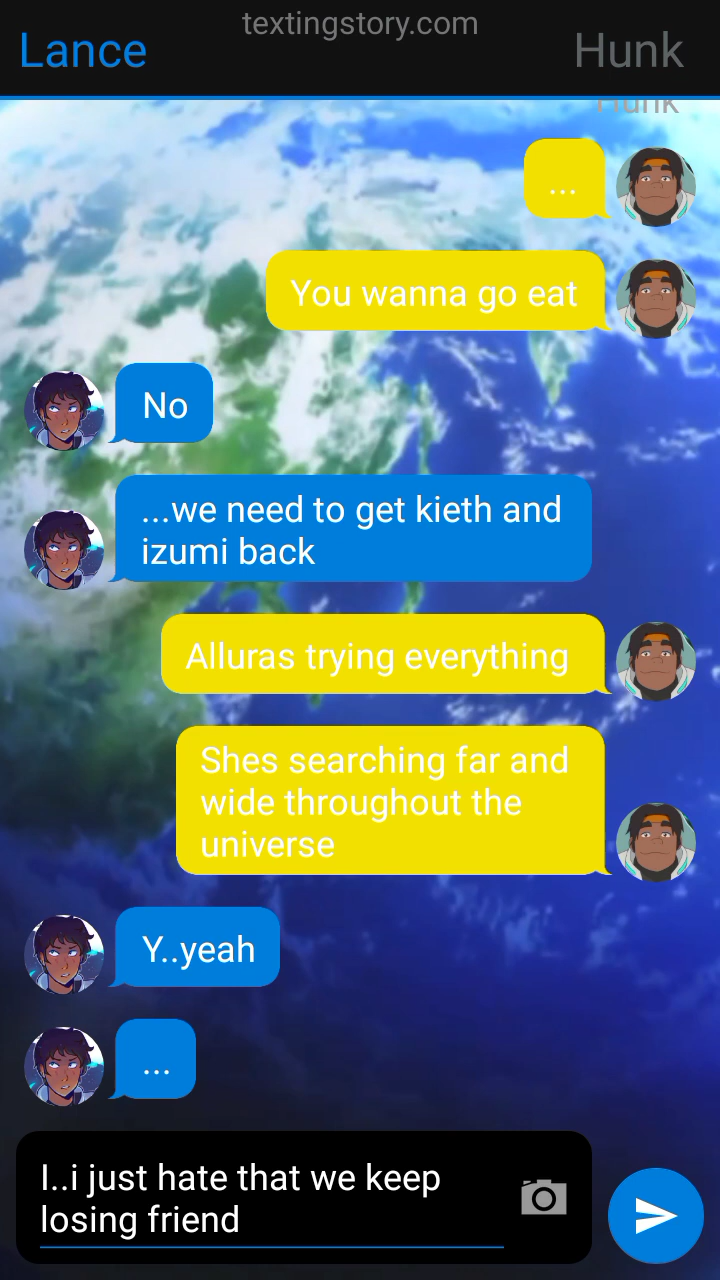 textingstory.com
Lance
Hunk
Hunk
...
You wanna go eat
No
...we need to get kieth and
izumi back
Alluras trying everything
Shes searching far and
wide throughout the
universe
Y..yeah
...
I..i just hate that we keep
losing friend